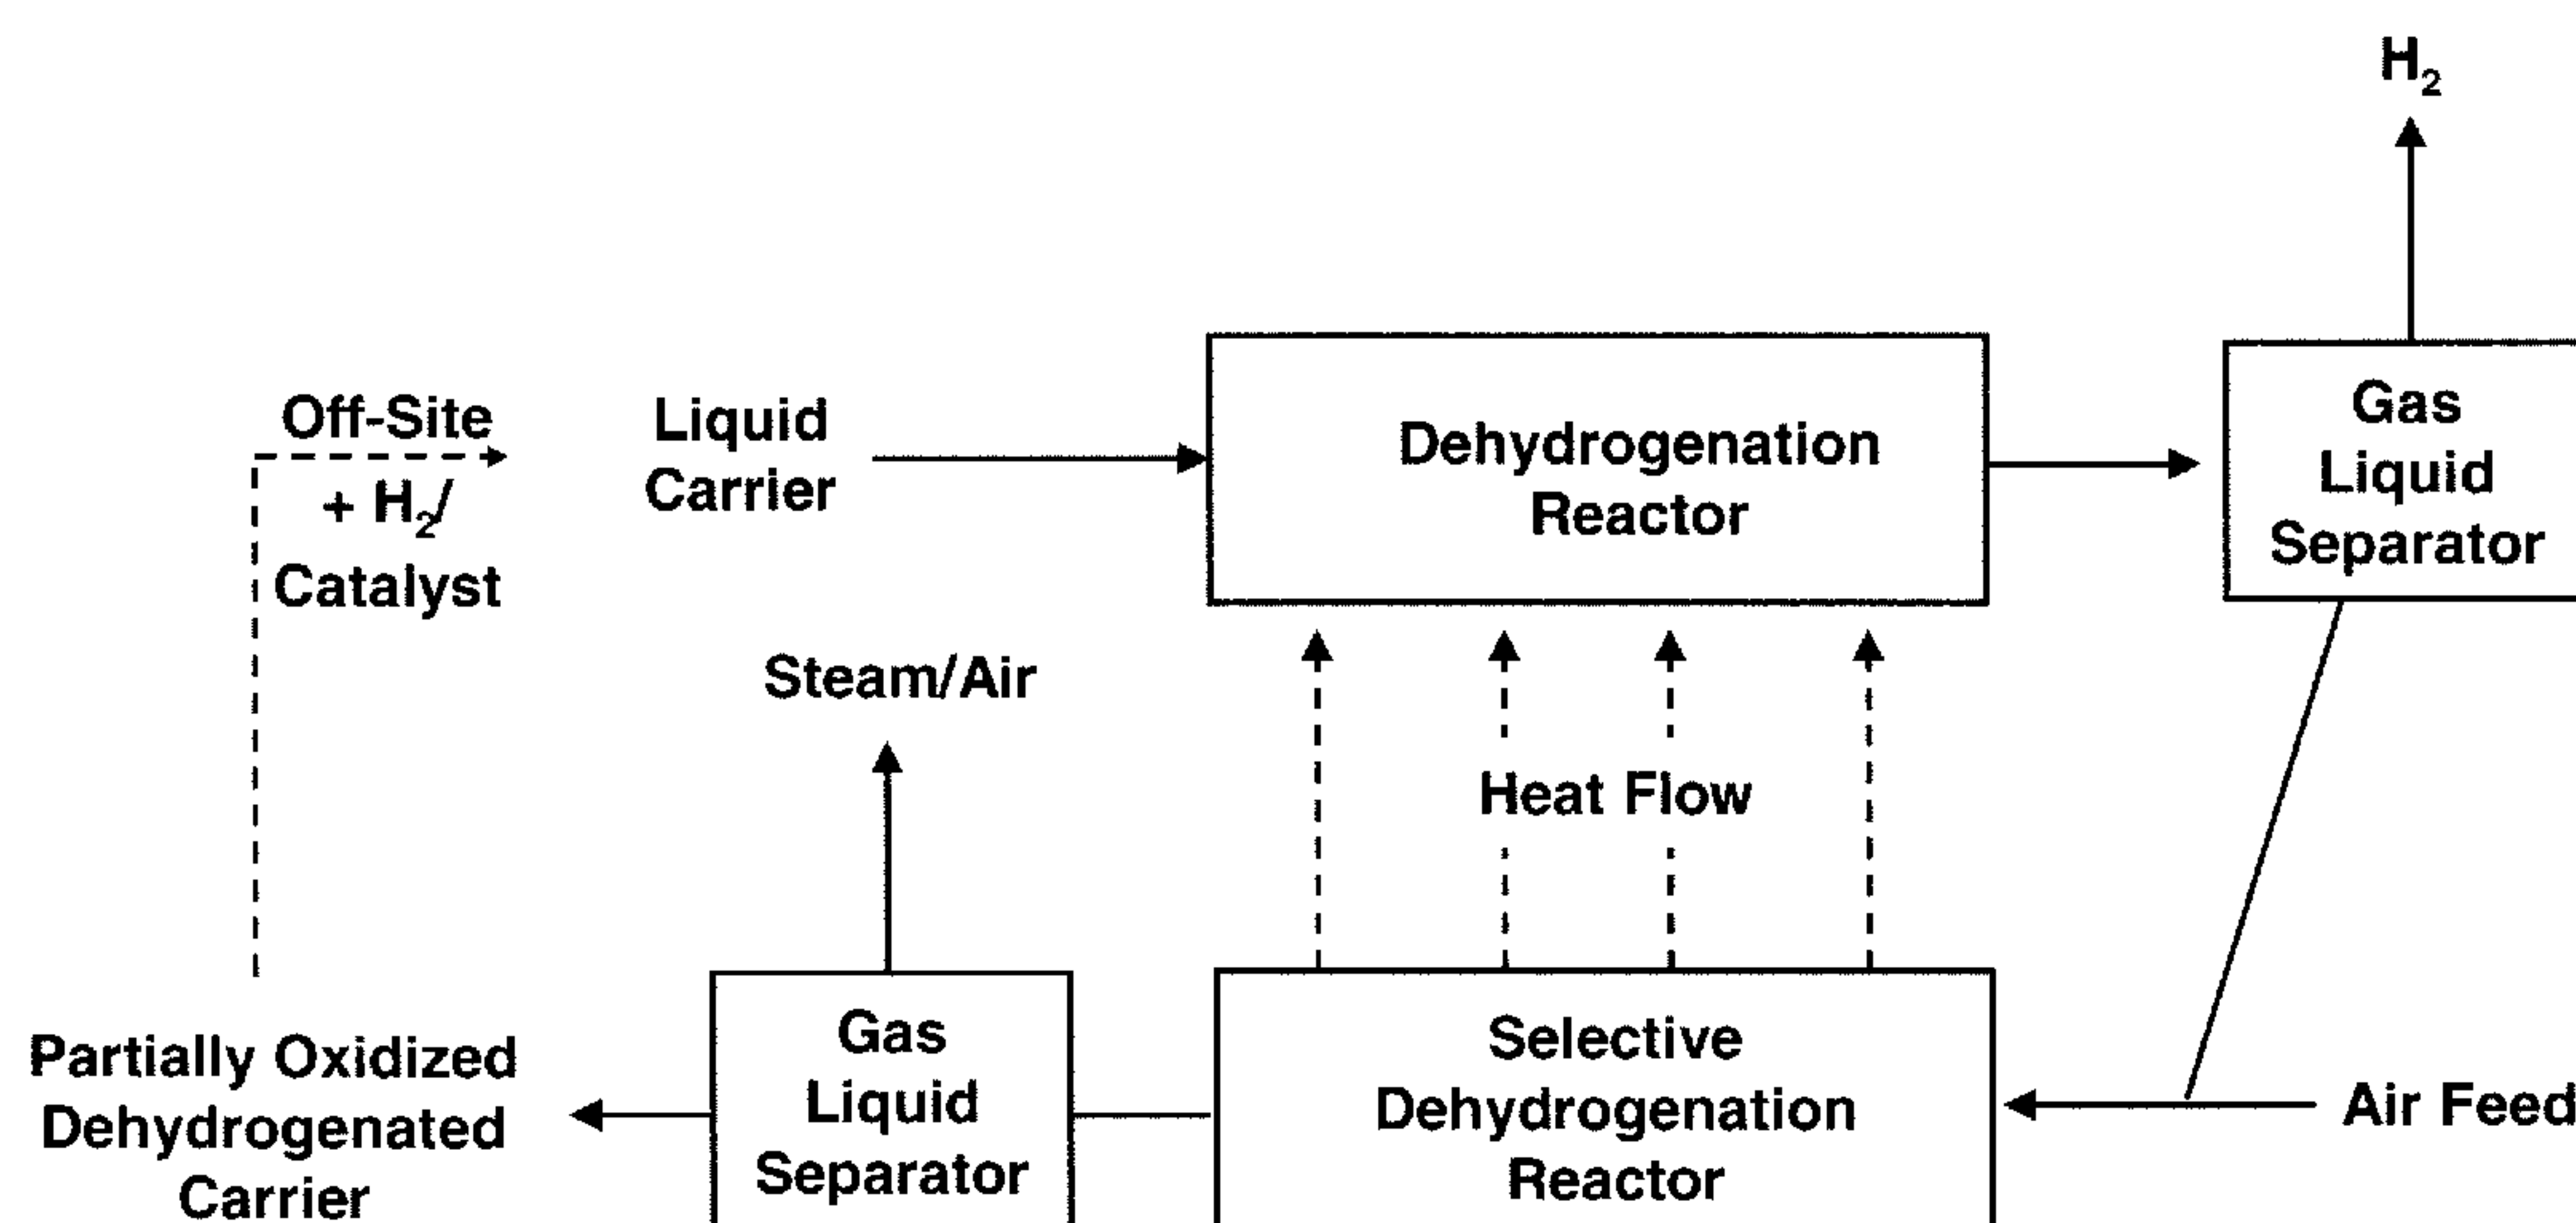 H₂
Off-Site
+ H₂/
Catalyst
Liquid
Carrier
Dehydrogenation
Reactor
Gas
Liquid
Separator
Steam/Air
Heat Flow
Partially Oxidized
Dehydrogenated
Carrier
Gas
Liquid
Separator
Selective
Dehydrogenation
Reactor
Air Feed